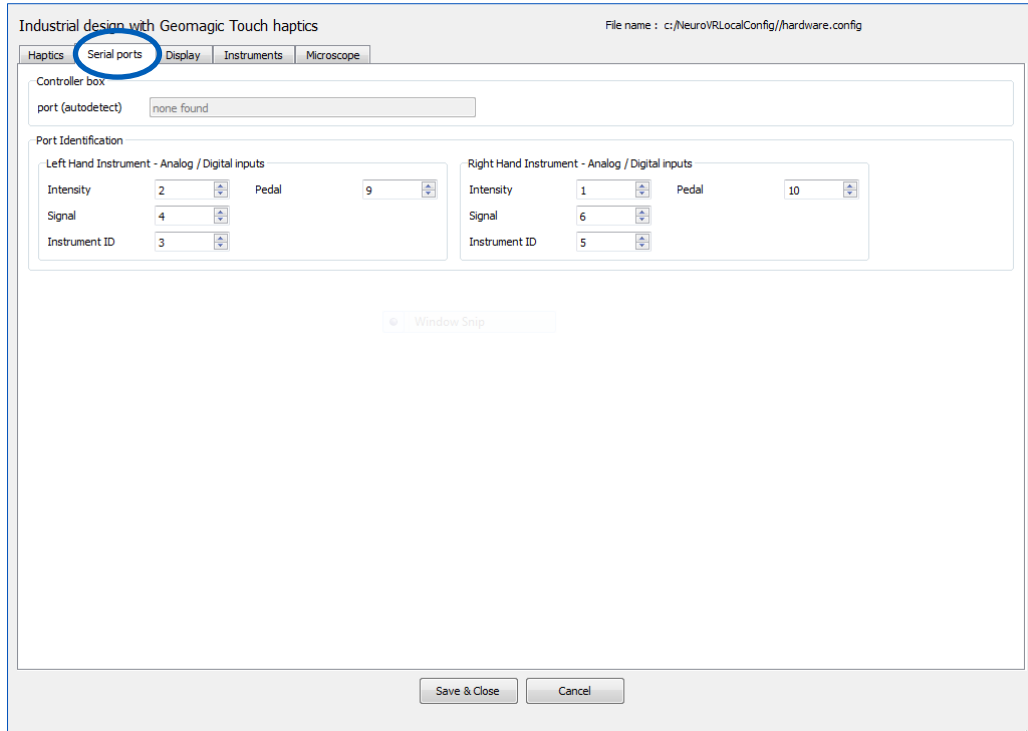 Industrial design with Geomagic Touch haptics File name : c:/NeuroVRLocalConfig//hardware.config
Haptics Serial ports Display Instruments Microscope
Controller box
port (autodetect) none found
Port Identification
Left Hand Instrument - Analog / Digital inputs Right Hand Instrument - Analog / Digital inputs
Intensity 2 Pedal 9 Intensity 1 Pedal 10
Signal 4 Signal 6
Instrument ID 3 Instrument ID 5
Window Snip
Save & Close Cancel